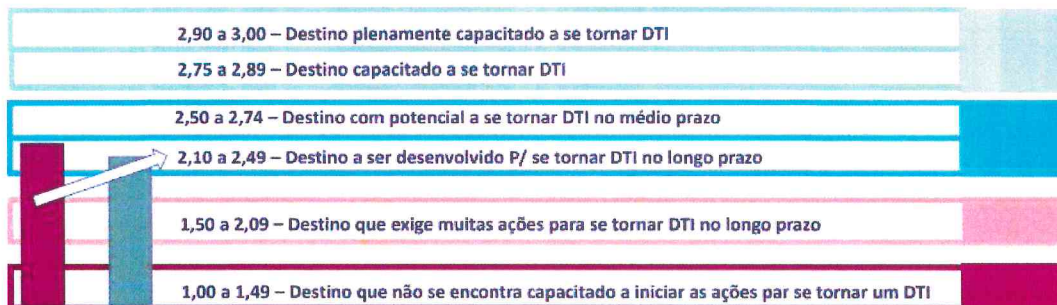 2,90 a 3,00 – Destino plenamente capacitado a se tornar DTI
2,75 a 2,89 – Destino capacitado a se tornar DTI
2,50 a 2,74 – Destino com potencial a se tornar DTI no médio prazo
2,10 a 2,49 – Destino a ser desenvolvido P/ se tornar DTI no longo prazo
1,50 a 2,09 – Destino que exige muitas ações para se tornar DTI no longo prazo
1,00 a 1,49 – Destino que não se encontra capacitado a iniciar as ações par se tornar um DTI